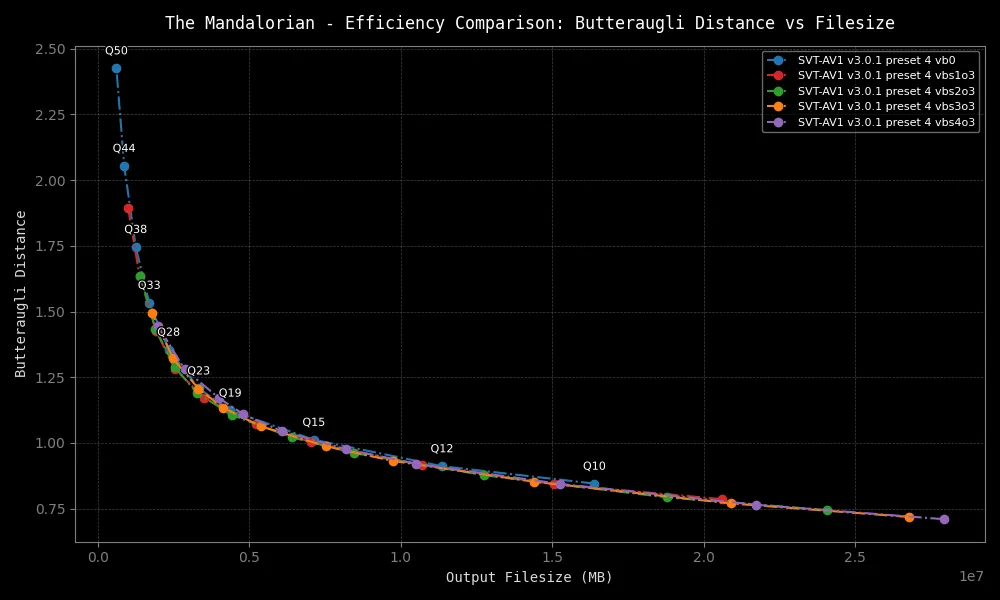 The Mandalorian - Efficiency Comparison: Butteraugli Distance vs Filesize
SVT-AV1 v3.0.1 preset 4 vb0
SVT-AV1 v3.0.1 preset 4 vbs1o3
SVT-AV1 v3.0.1 preset 4 vbs2o3
SVT-AV1 v3.0.1 preset 4 vbs3o3
SVT-AV1 v3.0.1 preset 4 vbs4o3
Butteraugli Distance
2.50
2.25
2.00
1.75
1.50
1.25
1.00
0.75
Q50
Q44
Q38
Q33
Q28
Q23
Q19
Q15
Q12
Q10
0.0
0.5
1.0
1.5
2.0
2.5
1e7
Output Filesize (MB)